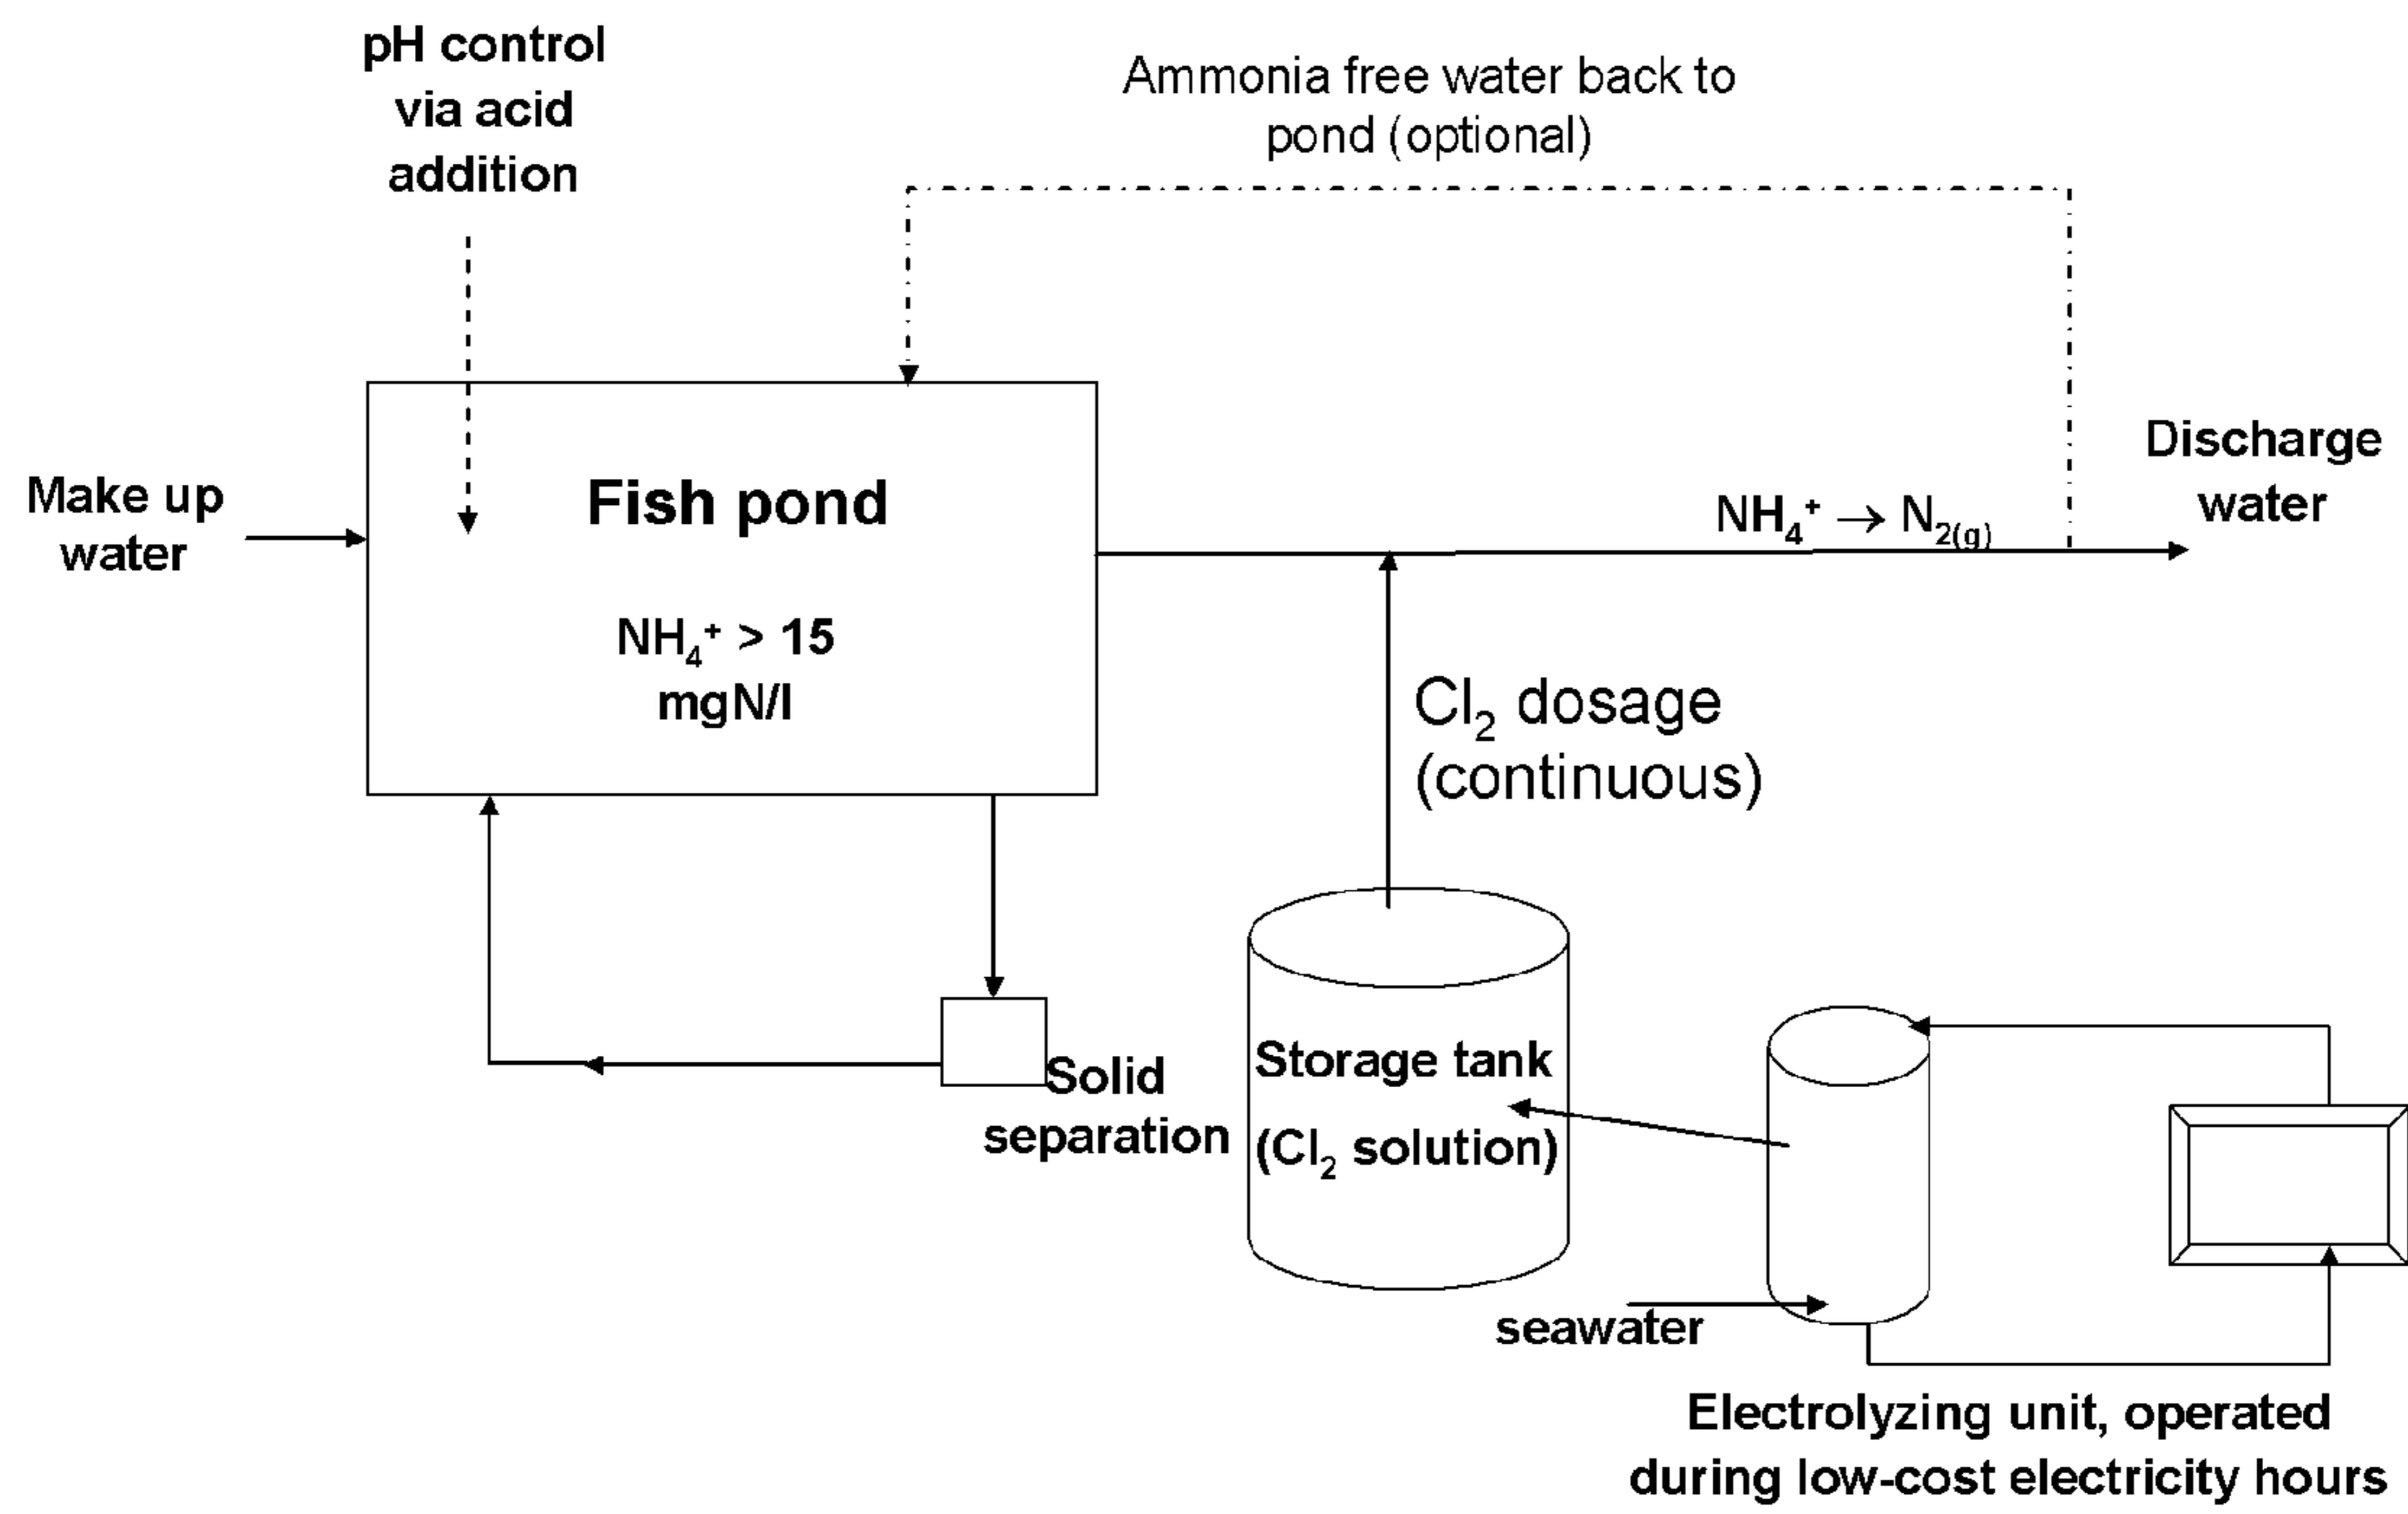 pH control
via acid
addition
Ammonia free water back to
pond (optional)
Make up
water
Fish pond
NH₄⁺ > 15
mgN/l
NH₄⁺ → N₂(g)
Discharge
water
Cl₂ dosage
(continuous)
Solid
separation
Storage tank
(Cl₂ solution)
seawater
Electrolyzing unit, operated
during low-cost electricity hours